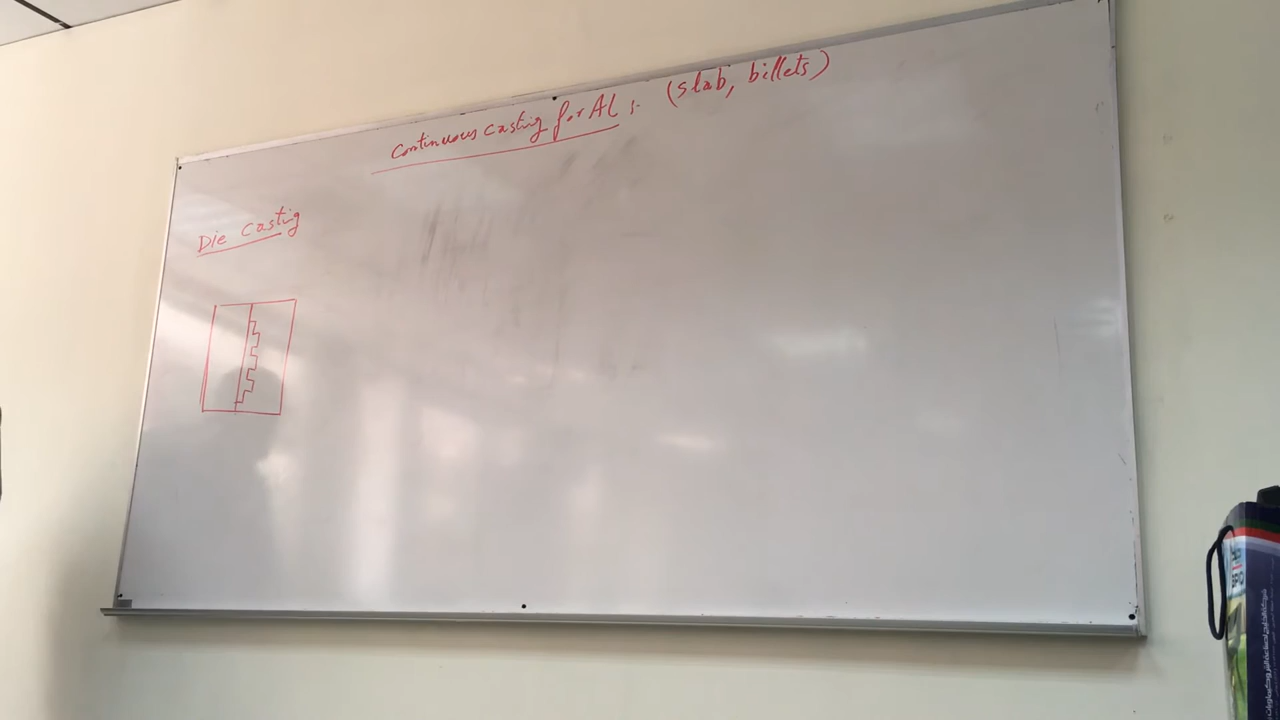 Continuous casting for AL :- (slab, billets)
Die casting